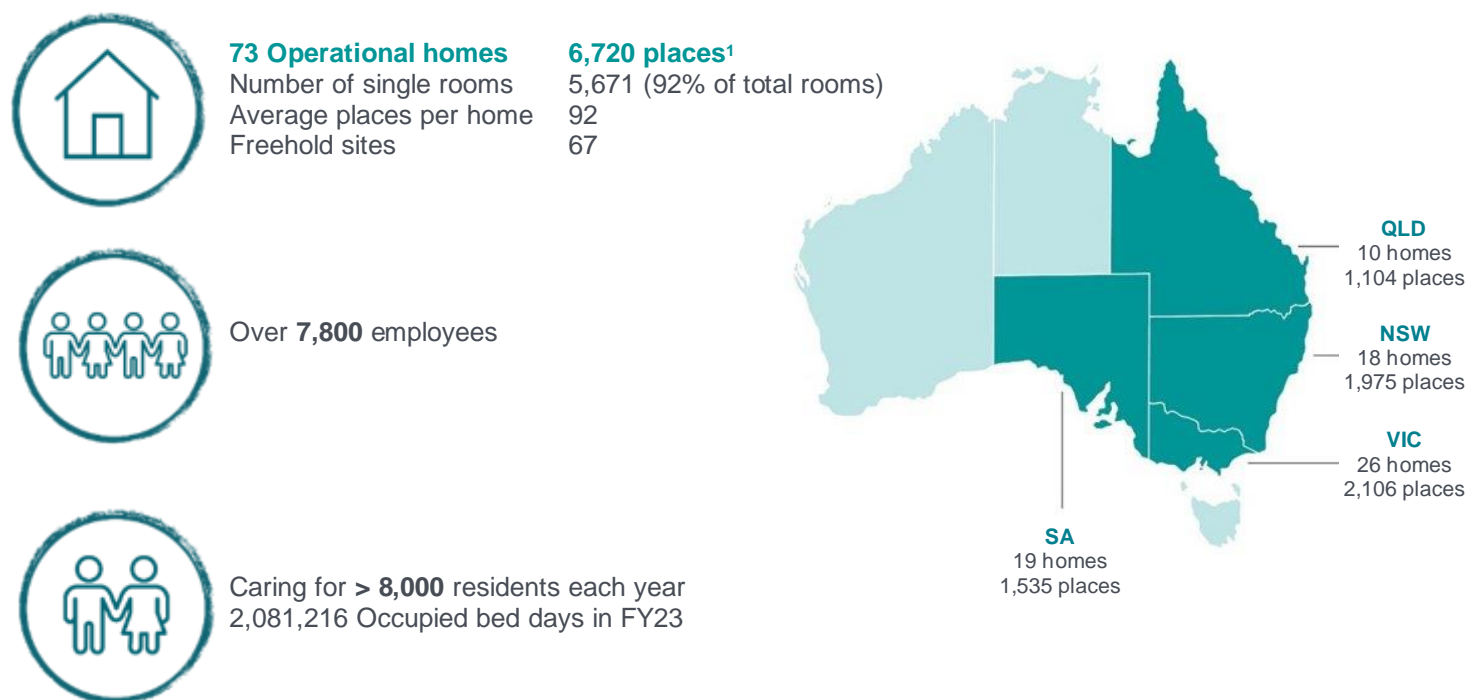 73 Operational homes 6,720 places¹
Number of single rooms 5,671 (92% of total rooms)
Average places per home 92
Freehold sites 67
Over 7,800 employees
Caring for > 8,000 residents each year
2,081,216 Occupied bed days in FY23
QLD
10 homes
1,104 places
NSW
18 homes
1,975 places
VIC
26 homes
2,106 places
SA
19 homes
1,535 places